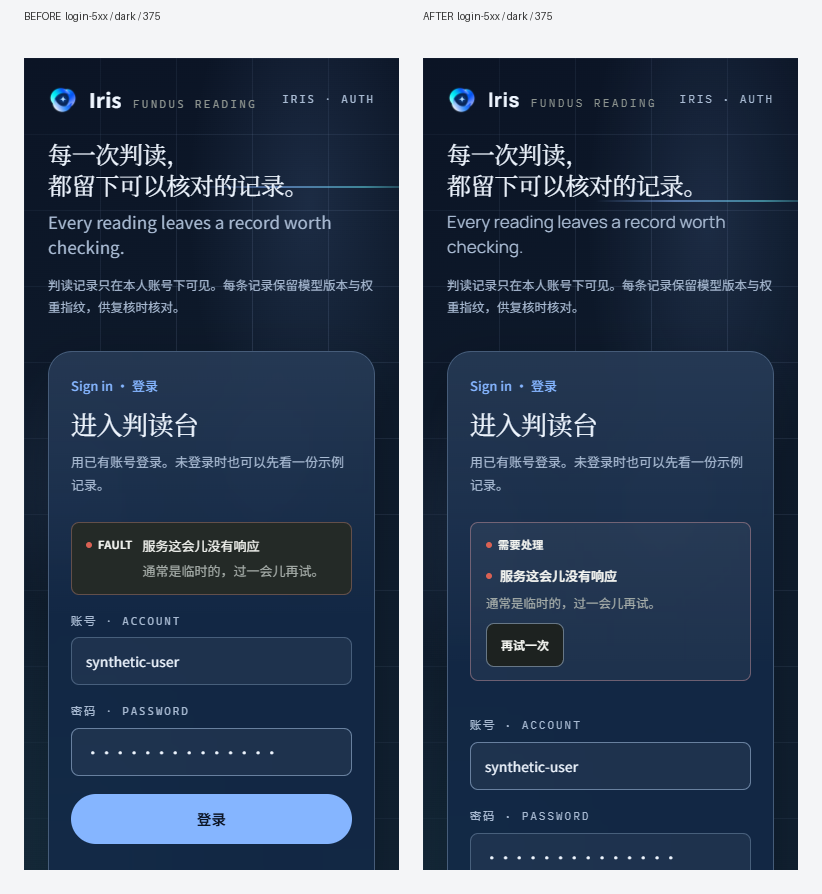 BEFORE login-5xx / dark / 375
Iris FUNDUS READING IRIS · AUTH
每一次判读，
都留下可以核对的记录。
Every reading leaves a record worth
checking.
判读记录只在本人账号下可见。每条记录保留模型版本与权
重指纹，供复核时核对。
Sign in · 登录
进入判读台
用已有账号登录。未登录时也可以先看一份示例
记录。
FAULT 服务这会儿没有响应
通常是临时的，过一会儿再试。
账号 · ACCOUNT
synthetic-user
密码 · PASSWORD
••••••••••••••
登录
AFTER login-5xx / dark / 375
Iris FUNDUS READING IRIS · AUTH
每一次判读，
都留下可以核对的记录。
Every reading leaves a record worth
checking.
判读记录只在本人账号下可见。每条记录保留模型版本与权
重指纹，供复核时核对。
Sign in · 登录
进入判读台
用已有账号登录。未登录时也可以先看一份示例
记录。
需要处理
服务这会儿没有响应
通常是临时的，过一会儿再试。
再试一次
账号 · ACCOUNT
synthetic-user
密码 · PASSWORD
••••••••••••••